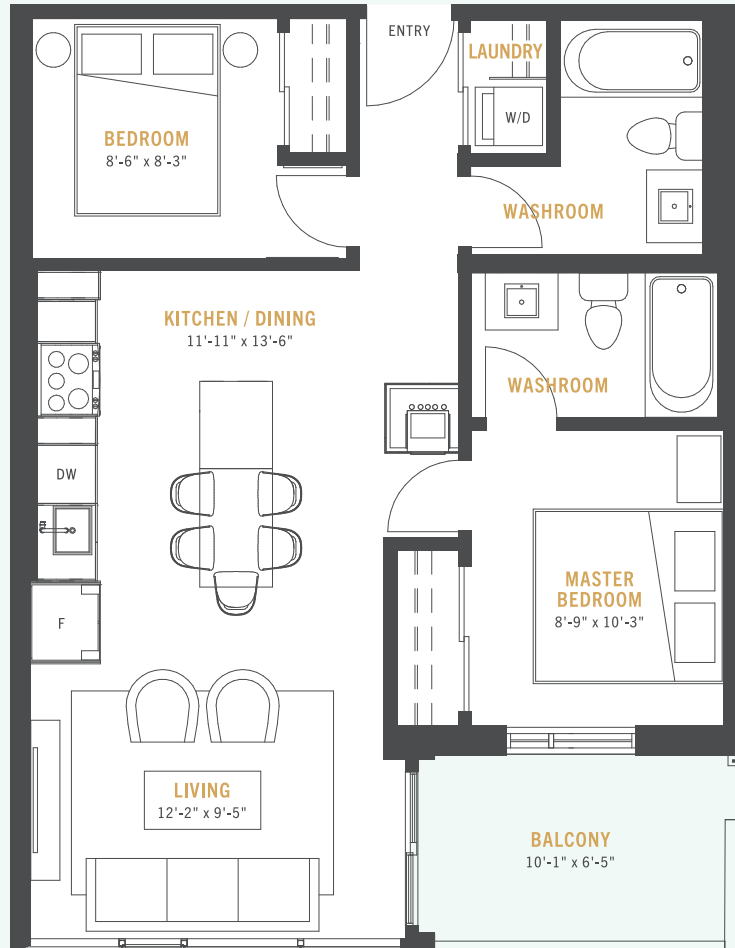 ENTRY
LAUNDRY
W/D
BEDROOM
8'-6" x 8'-3"
WASHROOM
KITCHEN / DINING
11'-11" x 13'-6"
WASHROOM
DW
MASTER
BEDROOM
8'-9" x 10'-3"
F
LIVING
12'-2" x 9'-5"
BALCONY
10'-1" x 6'-5"